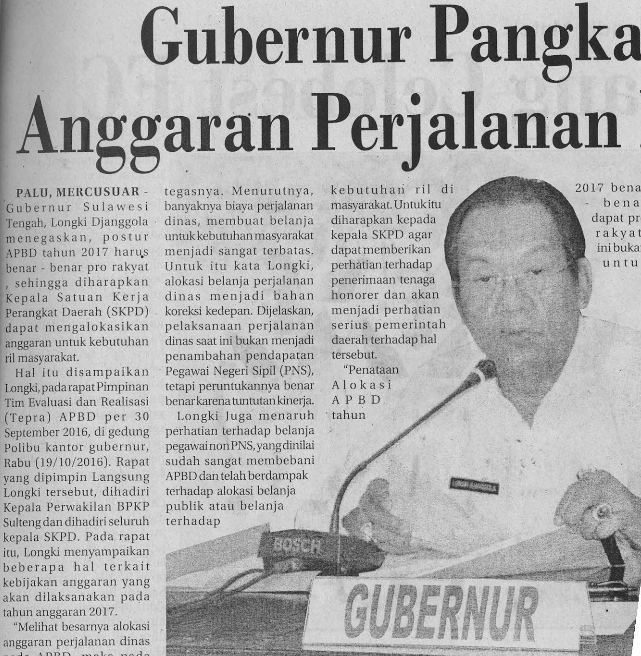 Gubernur Pangka
Anggaran Perjalanan
PALU, MERCUSUAR -
Gubernur Sulawesi
Tengah, Longki Djanggola
menegaskan, postur
APBD tahun 2017 harus
benar - benar pro rakyat
, sehingga diharapkan
Kepala Satuan Kerja
Perangkat Daerah (SKPD)
dapat mengalokasikan
anggaran untuk kebutuhan
ril masyarakat.
Hal itu disampaikan
Longki, pada rapat Pimpinan
Tim Evaluasi dan Realisasi
(Tepra) APBD per 30
September 2016, di gedung
Polibu kantor gubernur,
Rabu (19/10/2016). Rapat
yang dipimpin Langsung
Longki tersebut, dihadiri
Kepala Perwakilan BPKP
Sulteng dan dihadiri seluruh
kepala SKPD. Pada rapat
itu, Longki menyampaikan
beberapa hal terkait
kebijakan anggaran yang
akan dilaksanakan pada
tahun anggaran 2017.
"Melihat besarnya alokasi
anggaran perjalanan dinas
pada APBD, maka pada
tegasnya. Menurutnya,
banyaknya biaya perjalanan
dinas, membuat belanja
untuk kebutuhan masyarakat
menjadi sangat terbatas.
Untuk itu kata Longki,
alokasi belanja perjalanan
dinas menjadi bahan
koreksi kedepan. Dijelaskan,
pelaksanaan perjalanan
dinas saat ini bukan menjadi
penambahan pendapatan
Pegawai Negeri Sipil (PNS),
tetapi peruntukannya benar
benar karena tuntutan kinerja.
Longki Juga menaruh
perhatian terhadap belanja
pegawai non PNS, yang dinilai
sudah sangat membebani
APBD dan telah berdampak
terhadap alokasi belanja
publik atau belanja
terhadap
kebutuhan ril di
masyarakat. Untuk itu
diharapkan kepada
kepala SKPD agar
dapat memberikan
perhatian terhadap
penerimaan tenaga
honorer dan akan
menjadi perhatian
serius pemerintah
daerah terhadap hal
tersebut.
"Penataan
Alokasi
APBD
tahun
2017 bena
- bena
dapat pr
rakyat
ini buka
untu
BOSCH
GUBERNUR